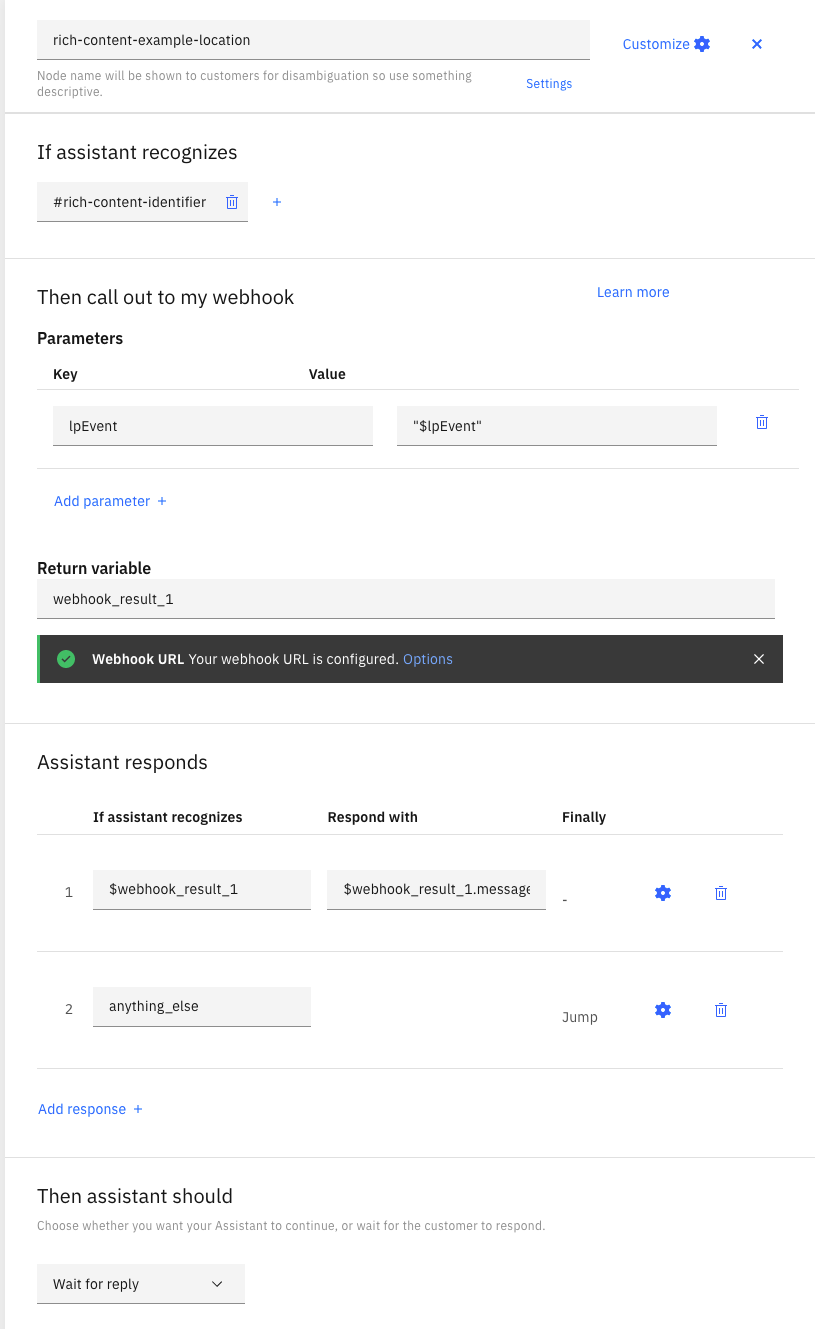 rich-content-example-location
Customize
Node name will be shown to customers for disambiguation so use something
descriptive.
Settings
If assistant recognizes
#rich-content-identifier
+
Then call out to my webhook
Learn more
Parameters
Key Value
lpEvent "$lpEvent"
Add parameter +
Return variable
webhook_result_1
Webhook URL Your webhook URL is configured. Options
Assistant responds
If assistant recognizes Respond with Finally
1 $webhook_result_1 $webhook_result_1.message -
2 anything_else Jump
Add response +
Then assistant should
Choose whether you want your Assistant to continue, or wait for the customer to respond.
Wait for reply